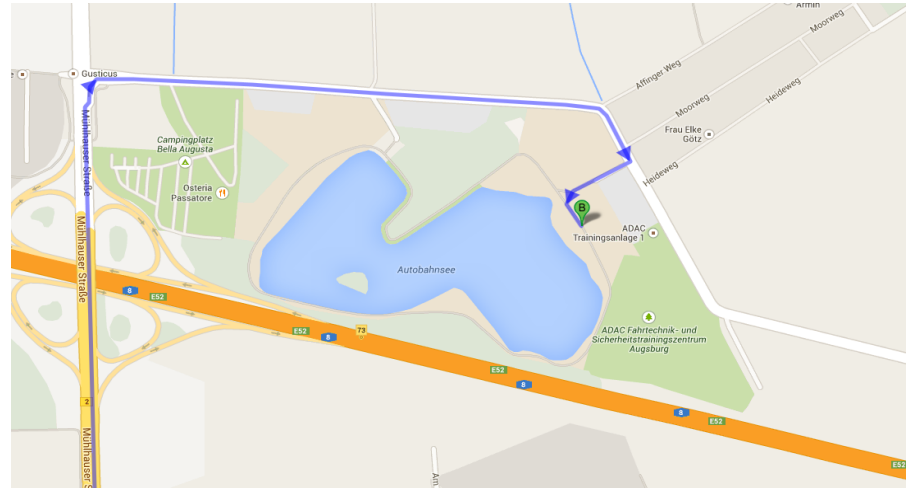 Armin
Gusticus
e
Affinger Weg
Moorweg
Moorweg
Heideweg
Heideweg
Frau Elke
Götz
Mühlhauser Straße
Campingplatz
Bella Augusta
Osteria
Passatore
B
ADAC
Trainingsanlage 1
Mühlhauser Straße
Autobahnsee
8
E52
E52
8
73
ADAC Fahrtechnik- und
Sicherheitstrainingszentrum
Augsburg
E52
8
2
8
E52
Mühlhauser S
Am
E52